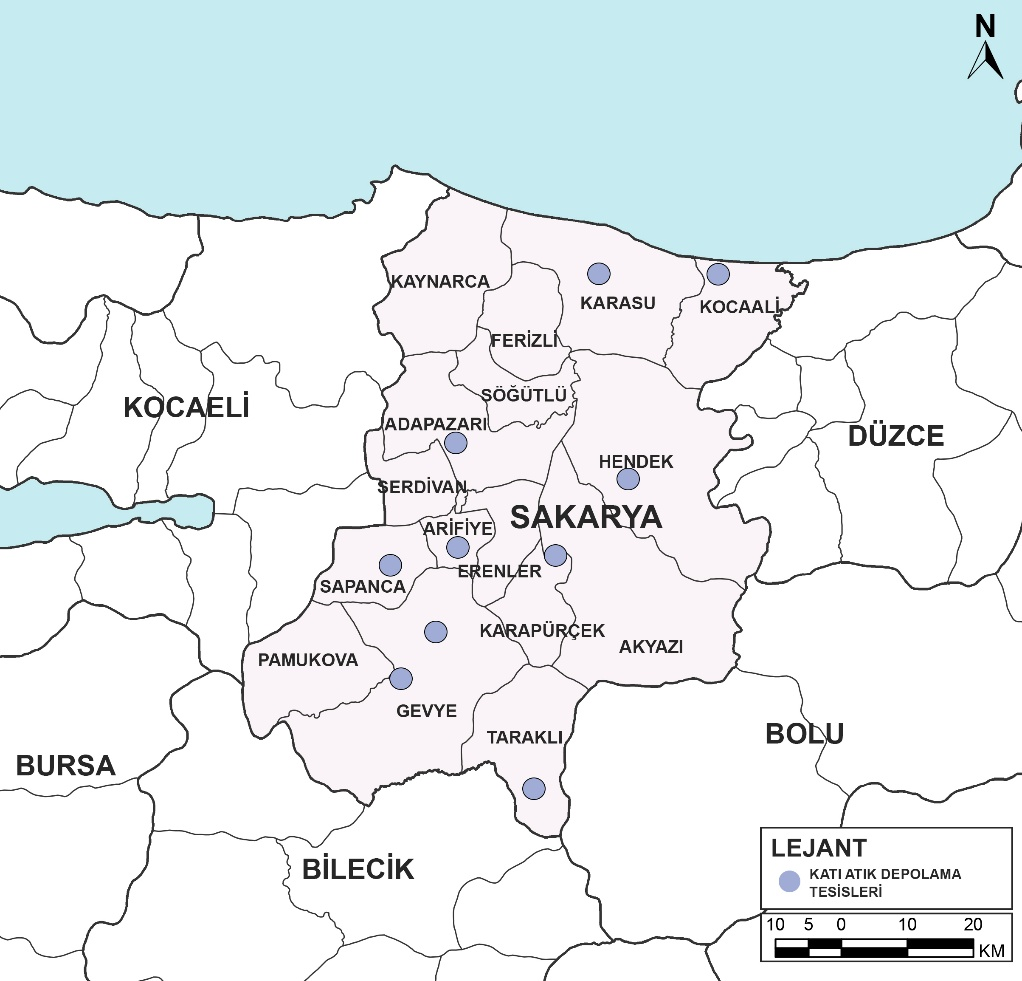 N
KAYNARCA
KARASU
KOCAALİ
FERİZLİ
SÖĞÜTLÜ
KOCAELİ
ADAPAZARI
DÜZCE
HENDEK
SERDİVAN
SAKARYA
ARİFİYE
ERENLER
SAPANCA
KARAPÜRÇEK
AKYAZI
PAMUKOVA
GEVYE
TARAKLI
BOLU
BURSA
BİLECİK
LEJANT
KATI ATIK DEPOLAMA
TESİSLERİ
10 5 0 10 20
KM